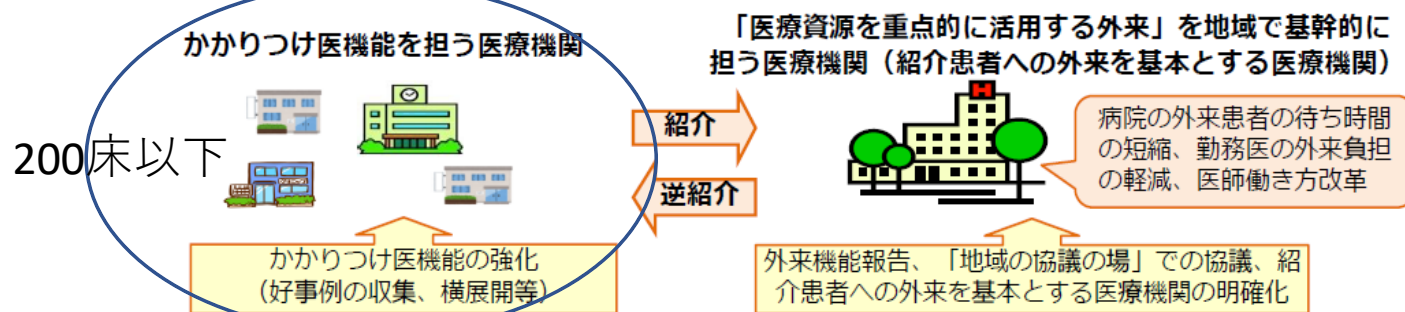 かかりつけ医機能を担う医療機関
200床以下
かかりつけ医機能の強化
（好事例の収集、横展開等）
紹介
逆紹介
「医療資源を重点的に活用する外来」を地域で基幹的に
担う医療機関（紹介患者への外来を基本とする医療機関）
H
病院の外来患者の待ち時間
の短縮、勤務医の外来負担
の軽減、医師働き方改革
外来機能報告、「地域の協議の場」での協議、紹
介患者への外来を基本とする医療機関の明確化